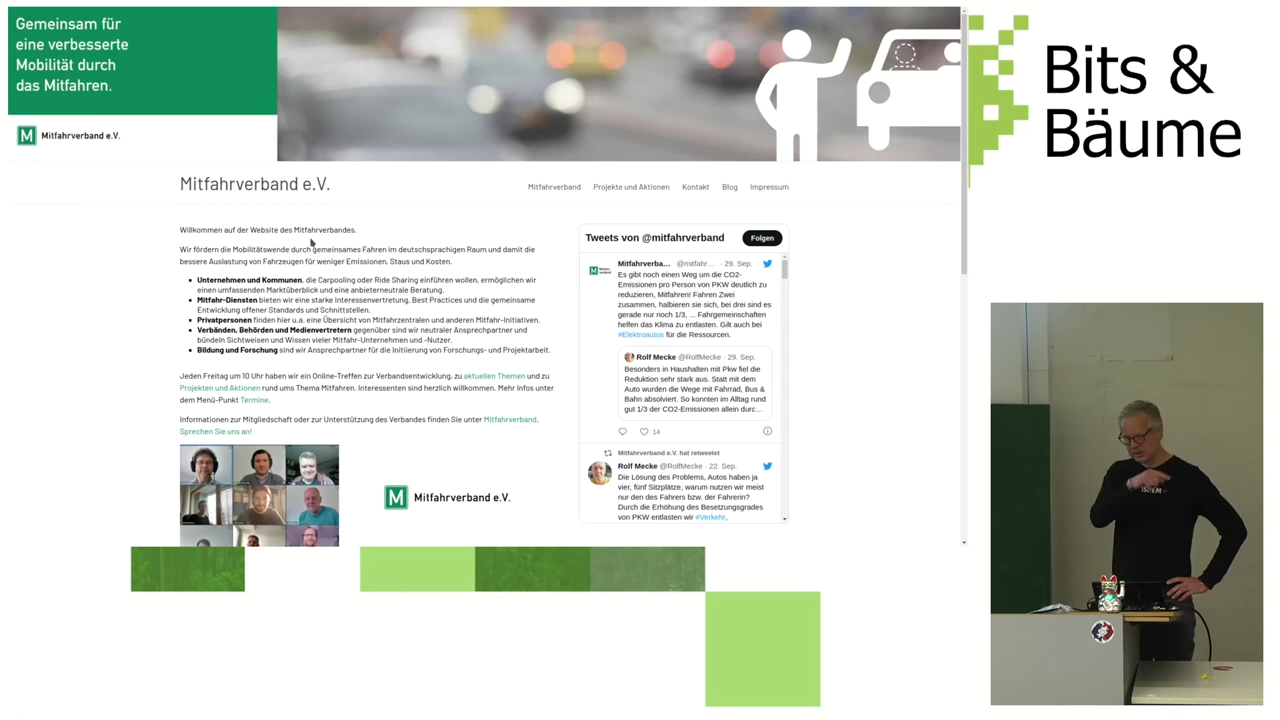 Gemeinsam für
eine verbesserte
Mobilität durch
das Mitfahren.
M Mitfahrverband e.V.
Bits &
Bäume
Mitfahrverband e.V.
Mitfahrverband Projekte und Aktionen Kontakt Blog Impressum
Willkommen auf der Website des Mitfahrverbandes.
Wir fördern die Mobilitätswende durch gemeinsames Fahren im deutschsprachigen Raum und damit die
bessere Auslastung von Fahrzeugen für weniger Emissionen, Staus und Kosten.
Unternehmen und Kommunen, die Carpooling oder Ride Sharing einführen wollen, ermöglichen wir
einen umfassenden Marktüberblick und eine anbieterneutrale Beratung.
Mitfahr-Diensten bieten wir eine starke Interessenvertretung, Best Practices und die gemeinsame
Entwicklung offener Standards und Schnittstellen.
Privatpersonen finden hier u.a. eine Übersicht von Mitfahrzentralen und anderen Mitfahr-Initiativen.
Verbänden, Behörden und Medienvertretern gegenüber sind wir neutraler Ansprechpartner und
bündeln Sichtweisen und Wissen vieler Mitfahr-Unternehmen und -Nutzer.
Bildung und Forschung sind wir Ansprechpartner für die Initiierung von Forschungs- und Projektarbeit.
Jeden Freitag um 10 Uhr haben wir ein Online-Treffen zur Verbandsentwicklung, zu aktuellen Themen und zu
Projekten und Aktionen rund ums Thema Mitfahren. Interessenten sind herzlich willkommen. Mehr Infos unter
dem Menü-Punkt Termine.
Informationen zur Mitgliedschaft oder zur Unterstützung des Verbandes finden Sie unter Mitfahrverband.
Sprechen Sie uns an!
M Mitfahrverband e.V.
Tweets von @mitfahrverband Folgen
Mitfahrverba... @mitfahr... · 29. Sep.
Es gibt noch einen Weg um die CO2-
Emissionen pro Person von PKW deutlich zu
reduzieren, Mitfahren! Fahren Zwei
zusammen, halbieren sie sich, bei drei sind es
gerade nur noch 1/3, ... Fahrgemeinschaften
helfen das Klima zu entlasten. Gilt auch bei
#Elektroautos für die Ressourcen.
Rolf Mecke @RolfMecke · 29. Sep.
Besonders in Haushalten mit Pkw fiel die
Reduktion sehr stark aus. Statt mit dem
Auto wurden die Wege mit Fahrrad, Bus &
Bahn absolviert. So konnten im Alltag rund
gut 1/3 der CO2-Emissionen allein durc...
14
Mitfahrverband e.V. hat retweetet
Rolf Mecke @RolfMecke · 22. Sep.
Die Lösung des Problems, Autos haben ja
vier, fünf Sitzplätze, warum nutzen wir meist
nur den des Fahrers bzw. der Fahrerin?
Durch die Erhöhung des Besetzungsgrades
von PKW entlasten wir #Verkehr,